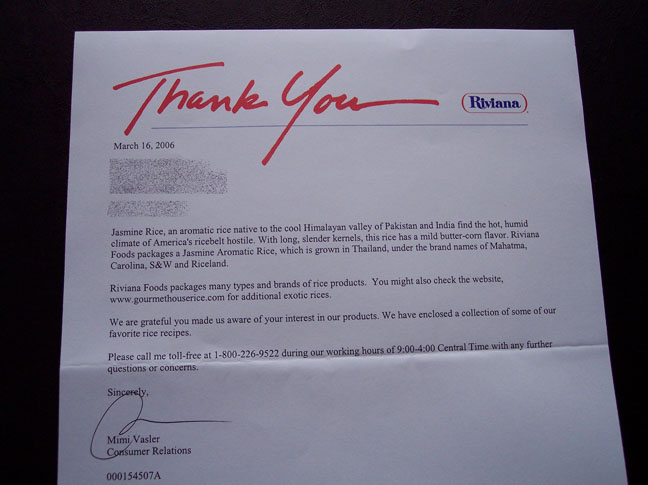 Thank You
Riviana
March 16, 2006
Jasmine Rice, an aromatic rice native to the cool Himalayan valley of Pakistan and India find the hot, humid
climate of America's ricebelt hostile. With long, slender kernels, this rice has a mild butter-corn flavor. Riviana
Foods packages a Jasmine Aromatic Rice, which is grown in Thailand, under the brand names of Mahatma,
Carolina, S&W and Riceland.
Riviana Foods packages many types and brands of rice products. You might also check the website,
www.gourmethouserice.com for additional exotic rices.
We are grateful you made us aware of your interest in our products. We have enclosed a collection of some of our
favorite rice recipes.
Please call me toll-free at 1-800-226-9522 during our working hours of 9:00-4:00 Central Time with any further
questions or concerns.
Sincerely,
Mimi Vasler
Consumer Relations
000154507A